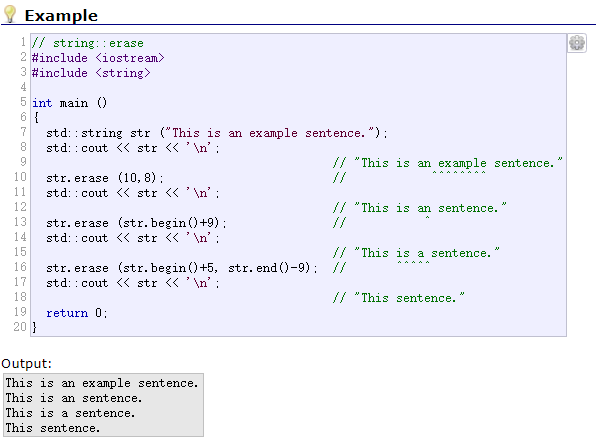 Example
1 // string::erase
2 #include <iostream>
3 #include <string>
4
5 int main ()
6 {
7   std::string str ("This is an example sentence.");
8   std::cout << str << '\n';
9                                            // "This is an example sentence."
10   str.erase (10,8);                       //            ^^^^^^^^
11   std::cout << str << '\n';
12                                           // "This is an sentence."
13   str.erase (str.begin()+9);              //           ^
14   std::cout << str << '\n';
15                                           // "This is a sentence."
16   str.erase (str.begin()+5, str.end()-9); //       ^^^^^
17   std::cout << str << '\n';
18                                           // "This sentence."
19   return 0;
20 }
Output:
This is an example sentence.
This is an sentence.
This is a sentence.
This sentence.